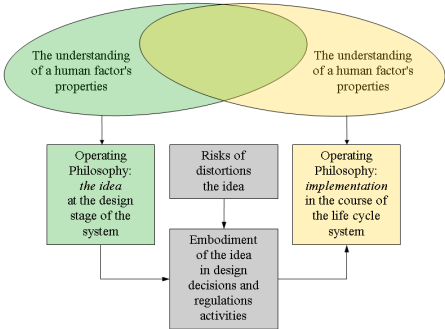 The understanding
of a human factor's
properties
The understanding
of a human factor's
properties
Operating
Philosophy:
the idea
at the design
stage of the
system
Risks of
distortions
the idea
Operating
Philosophy:
implementation
in the course of
the life cycle
system
Embodiment
of the idea
in design
decisions and
regulations
activities